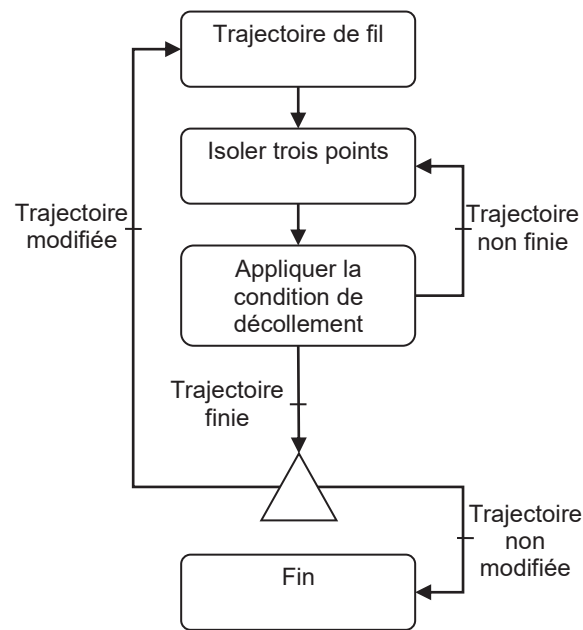 Trajectoire de fil
Isoler trois points
Trajectoire
modifiée
Trajectoire
non finie
Appliquer la
condition de
décollement
Trajectoire
finie
Trajectoire
non
modifiée
Fin